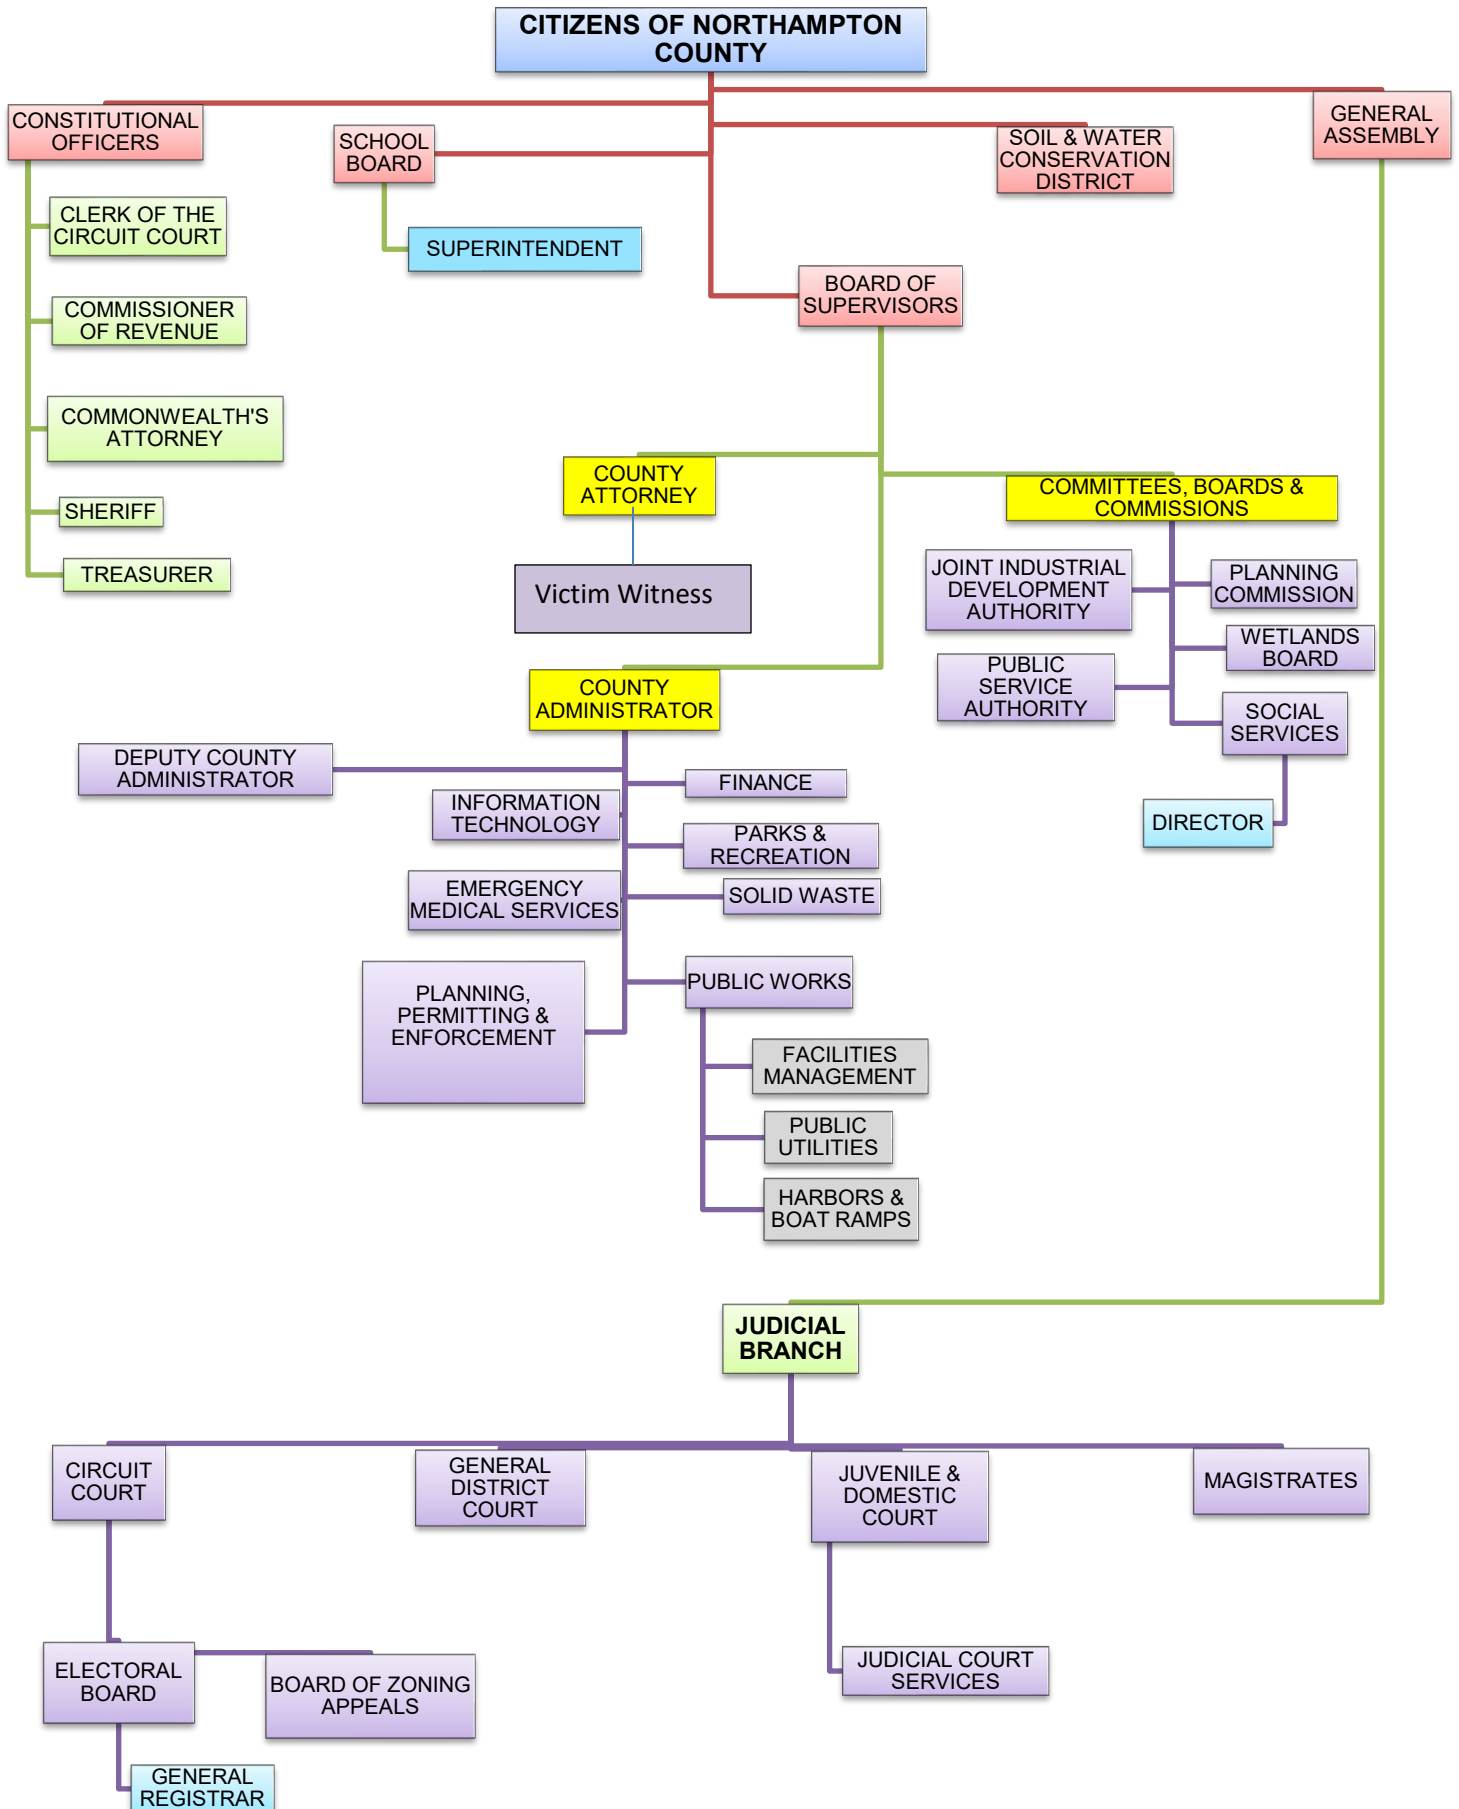 CITIZENS OF NORTHAMPTON
COUNTY
CONSTITUTIONAL
OFFICERS
SCHOOL
BOARD
SOIL & WATER
CONSERVATION
DISTRICT
GENERAL
ASSEMBLY
CLERK OF THE
CIRCUIT COURT
SUPERINTENDENT
COMMISSIONER
OF REVENUE
BOARD OF
SUPERVISORS
COMMONWEALTH'S
ATTORNEY
SHERIFF
TREASURER
COUNTY
ATTORNEY
Victim Witness
COMMITTEES, BOARDS &
COMMISSIONS
JOINT INDUSTRIAL
DEVELOPMENT
AUTHORITY
PLANNING
COMMISSION
WETLANDS
BOARD
PUBLIC
SERVICE
AUTHORITY
SOCIAL
SERVICES
DIRECTOR
COUNTY
ADMINISTRATOR
DEPUTY COUNTY
ADMINISTRATOR
FINANCE
INFORMATION
TECHNOLOGY
PARKS &
RECREATION
EMERGENCY
MEDICAL SERVICES
SOLID WASTE
PLANNING,
PERMITTING &
ENFORCEMENT
PUBLIC WORKS
FACILITIES
MANAGEMENT
PUBLIC
UTILITIES
HARBORS &
BOAT RAMPS
JUDICIAL
BRANCH
CIRCUIT
COURT
GENERAL
DISTRICT
COURT
JUVENILE &
DOMESTIC
COURT
MAGISTRATES
ELECTORAL
BOARD
BOARD OF ZONING
APPEALS
JUDICIAL COURT
SERVICES
GENERAL
REGISTRAR